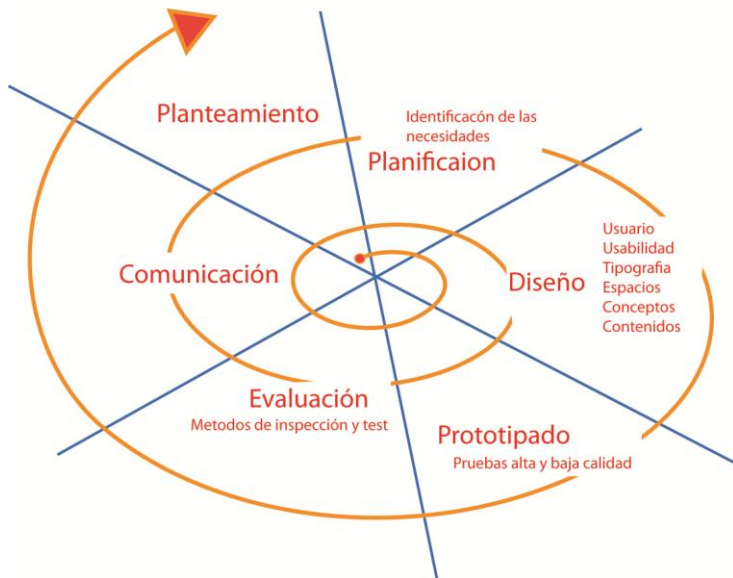 Planteamiento
Identificacón de las
necesidades
Planificaion
Usuario
Usabilidad
Tipografia
Espacios
Conceptos
Contenidos
Comunicación
Diseño
Evaluación
Metodos de inspección y test
Prototipado
Pruebas alta y baja calidad